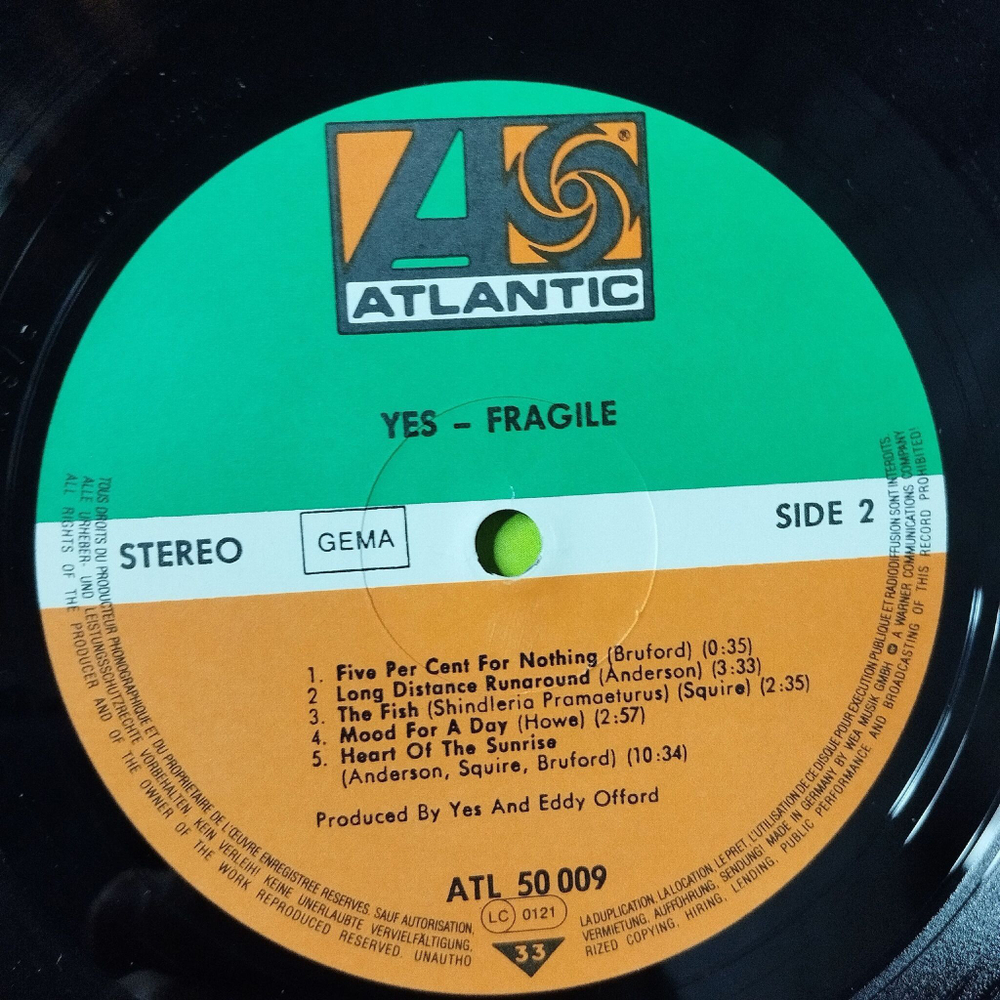 ATLANTIC
®
YES – FRAGILE
STEREO
GEMA
SIDE 2
1. Five Per Cent For Nothing (Bruford) (0:35)
2 Long Distance Runaround (Anderson) (3:33)
3. The Fish (Shindleria Pramaeturus) (Squire) (2:35)
4. Mood For A Day (Howe) (2:57)
5. Heart Of The Sunrise
(Anderson, Squire, Bruford) (10:34)
Produced By Yes And Eddy Offord
ATL 50 009
LC 0121
33
TOUS DROITS DU PRODUCTEUR PHONOGRAPHIQUE ET DU PROPRIETAIRE DE L'ŒUVRE ENREGISTREE RESERVES. SAUF AUTORISATION,
LA DUPLICATION, LA LOCATION, LE PRET, L'UTILISATION DE CE DISQUE POUR EXECUTION PUBLIQUE ET RADIODIFFUSION SONT INTERDITS.
ALLE URHEBER- UND LEISTUNGSSCHUTZRECHTE VORBEHALTEN. KEIN VERLEIH! KEINE UNERLAUBTE VERVIELFÄLTIGUNG,
VERMIETUNG, AUFFÜHRUNG, SENDUNG! MADE IN GERMANY BY WEA MUSIK GMBH A WARNER COMMUNICATIONS COMPANY
ALL RIGHTS OF THE PRODUCER AND OF THE OWNER OF THE WORK REPRODUCED RESERVED. UNAUTHO
RIZED COPYING, HIRING, LENDING, PUBLIC PERFORMANCE AND BROADCASTING OF THIS RECORD PROHIBITED!